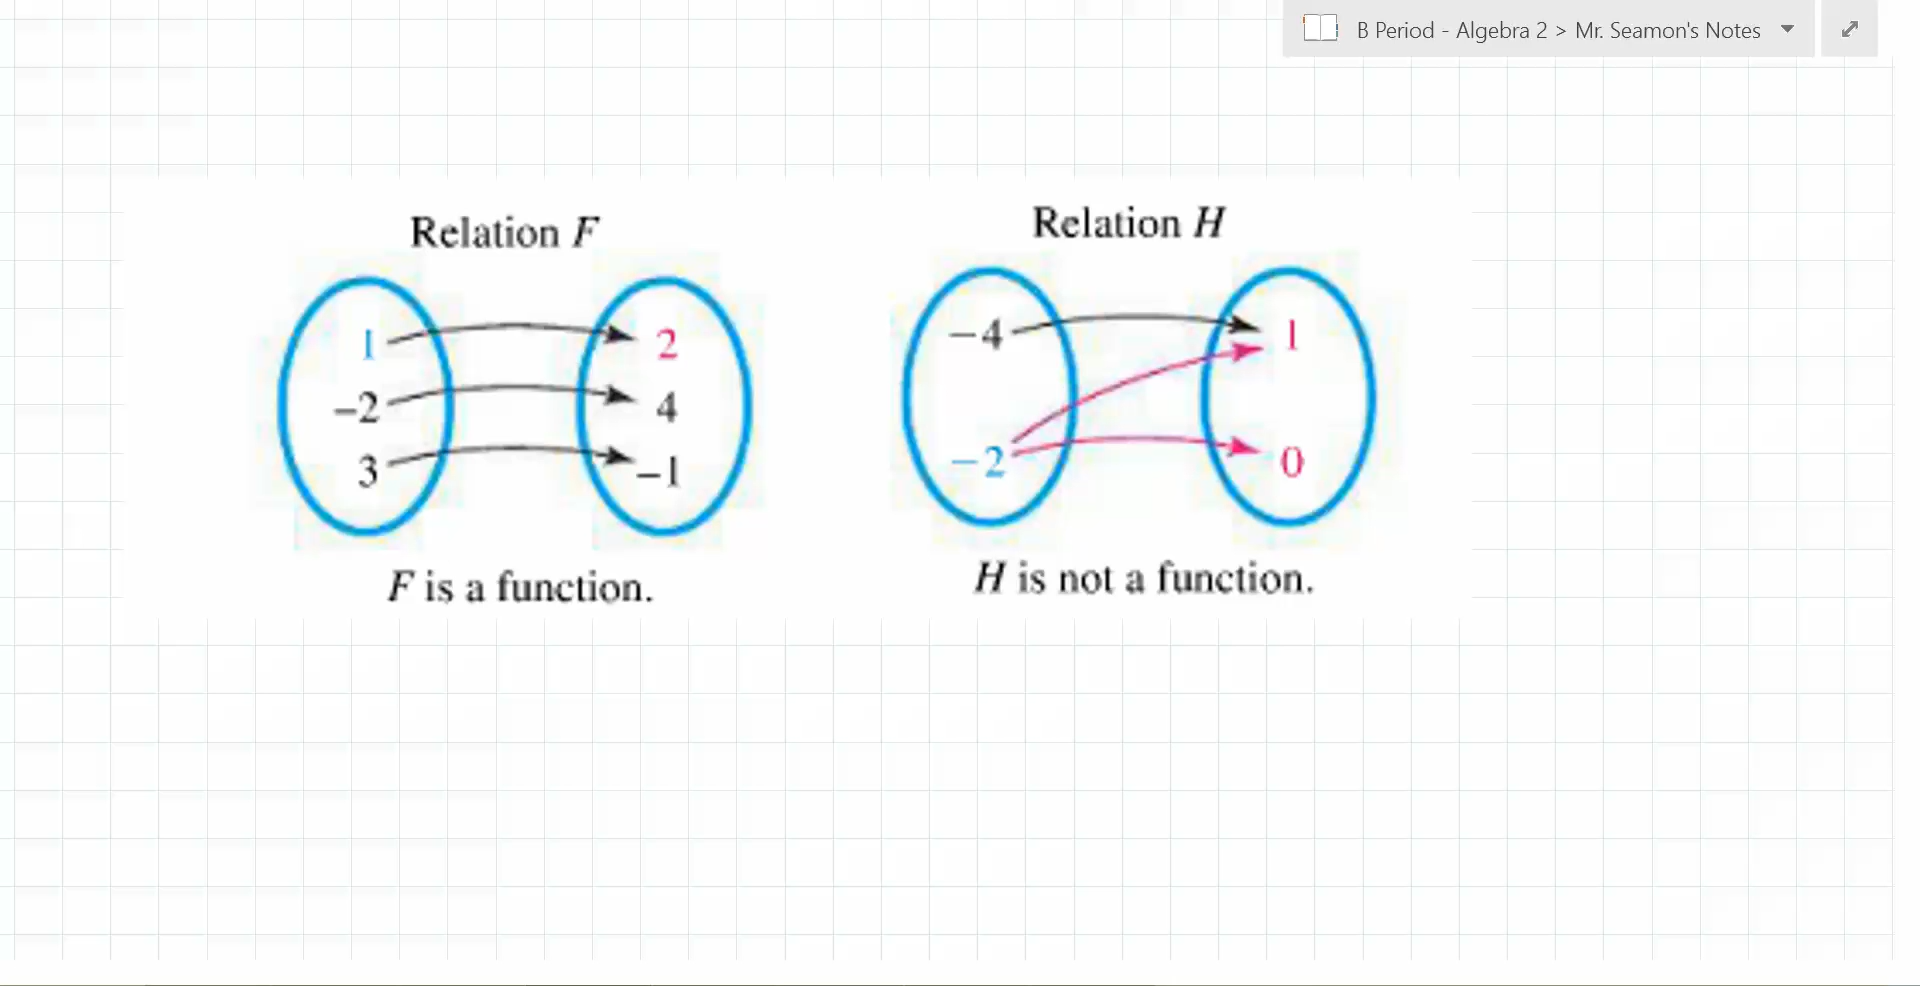 B Period - Algebra 2 > Mr. Seamon's Notes
Relation F
1 2
−2 4
3 −1
F is a function.
Relation H
−4 1
−2 0
H is not a function.